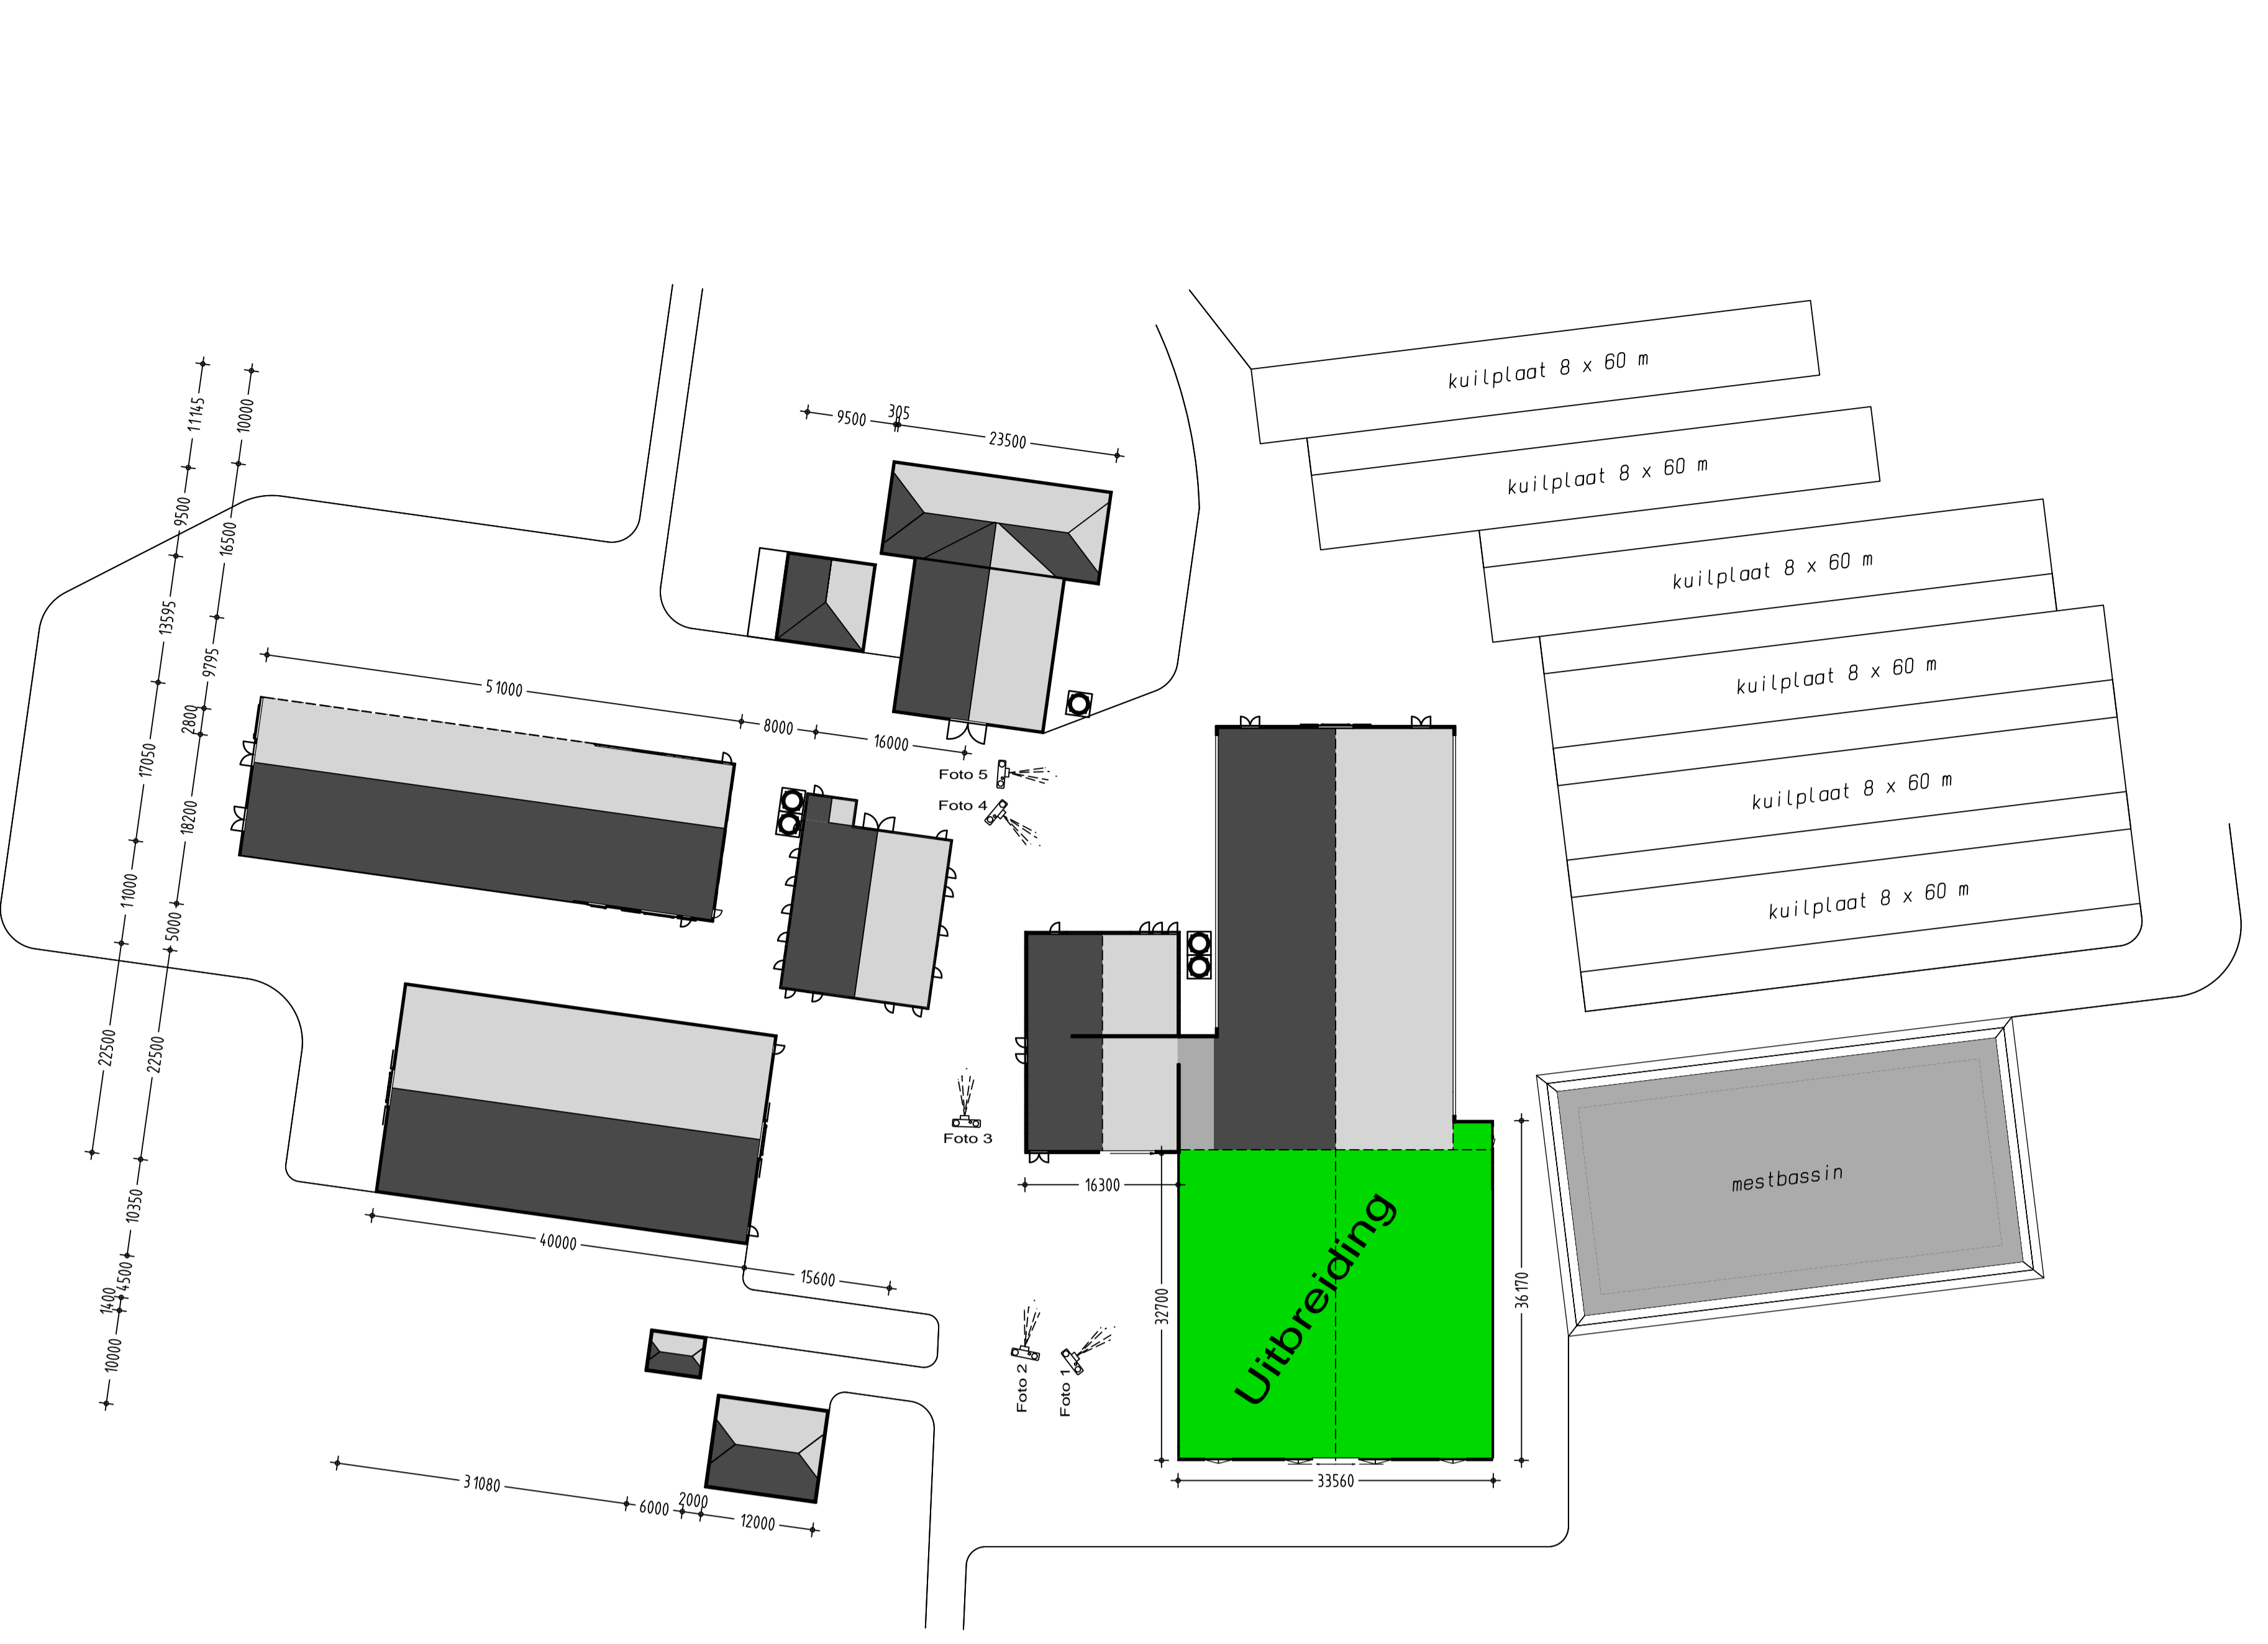 kuilplaat 8 x 60 m
kuilplaat 8 x 60 m
kuilplaat 8 x 60 m
kuilplaat 8 x 60 m
kuilplaat 8 x 60 m
kuilplaat 8 x 60 m
mestbassin
9500
305
23500
11145
9500
13595
17050
11000
22500
10000
16500
9795
2800
18200
5000
22500
10350
4500
1400
10000
51000
8000
16000
Foto 5
Foto 4
Foto 3
Foto 2
Foto 1
16300
32700
36170
33560
Uitbreiding
40000
15600
31080
6000
2000
12000